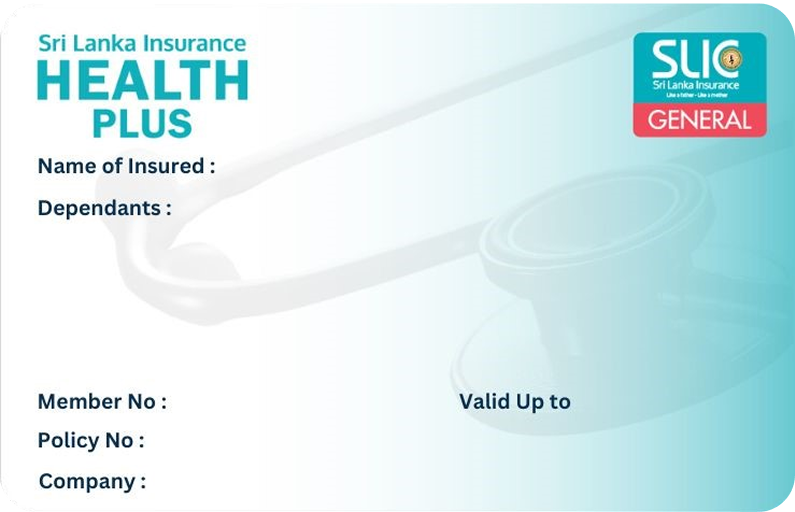 Sri Lanka Insurance
HEALTH
PLUS
SLIC
Sri Lanka Insurance
Like a father - Like a mother
GENERAL
Name of Insured :
Dependants :
Member No :
Valid Up to
Policy No :
Company :